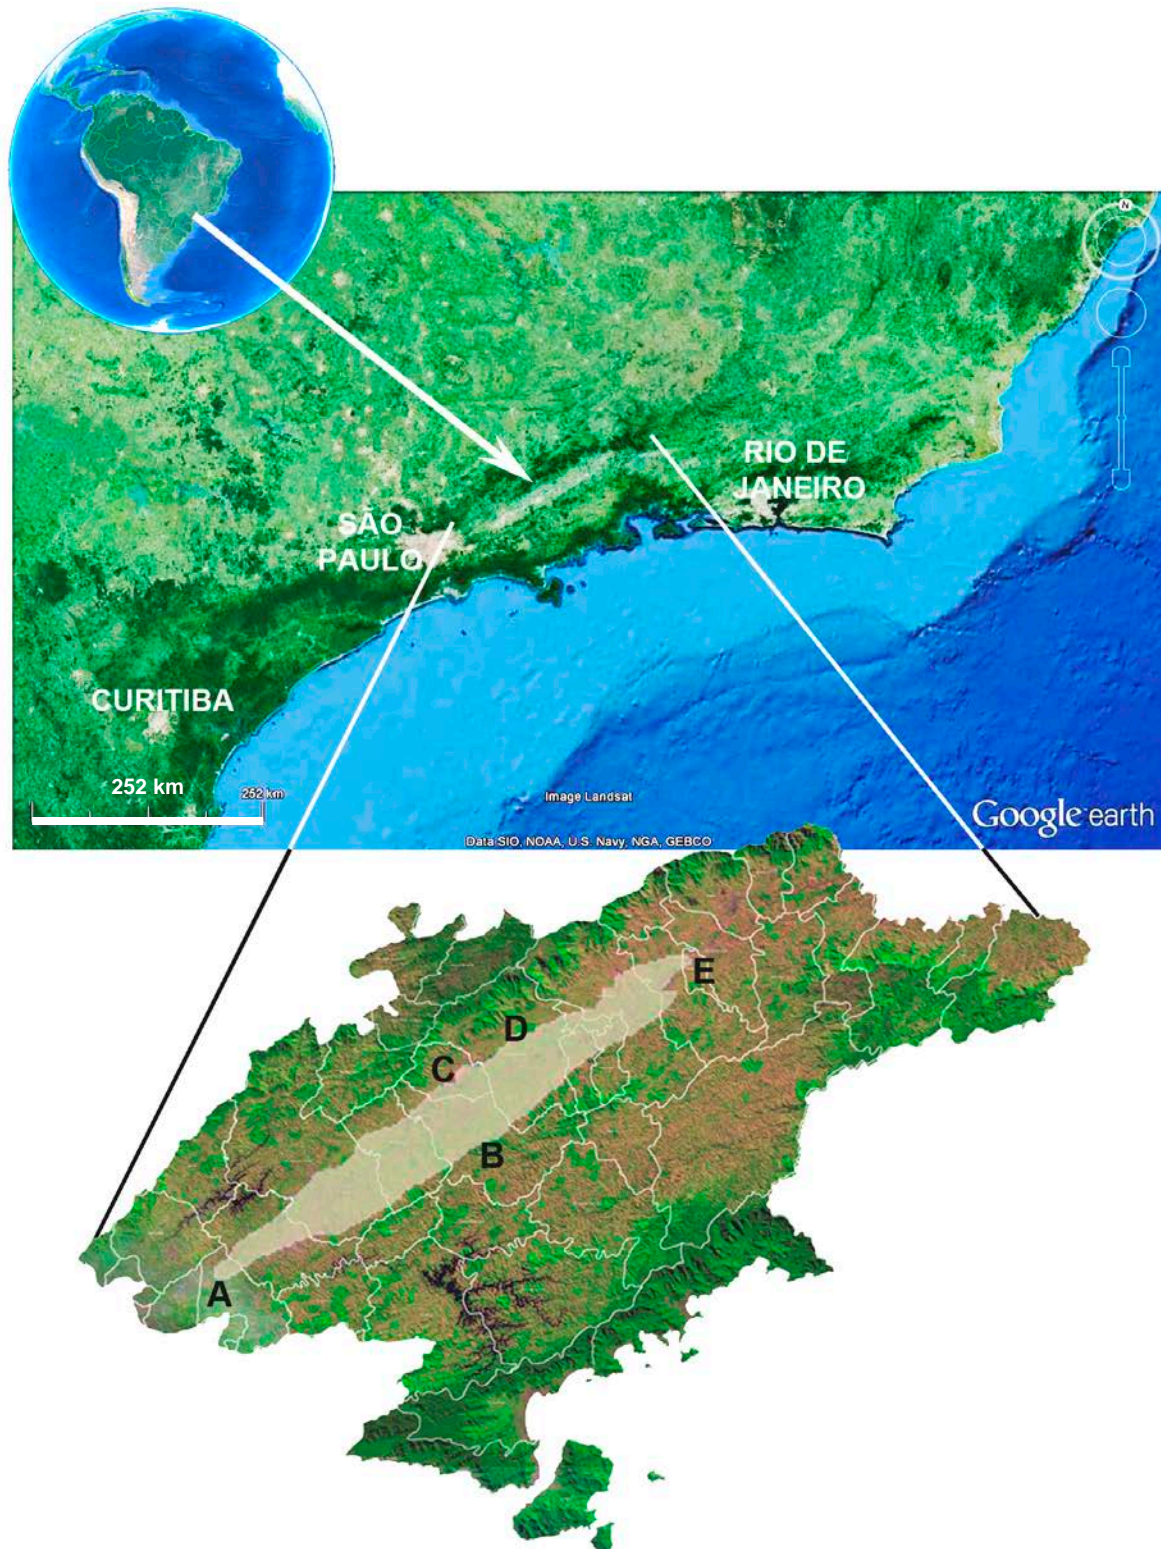 N
RIO DE
JANEIRO
SÃO
PAULO
CURITIBA
252 km
252 km
Image Landsat
Google earth
Data SIO, NOAA, U.S. Navy, NGA, GEBCO
E
D
C
B
A